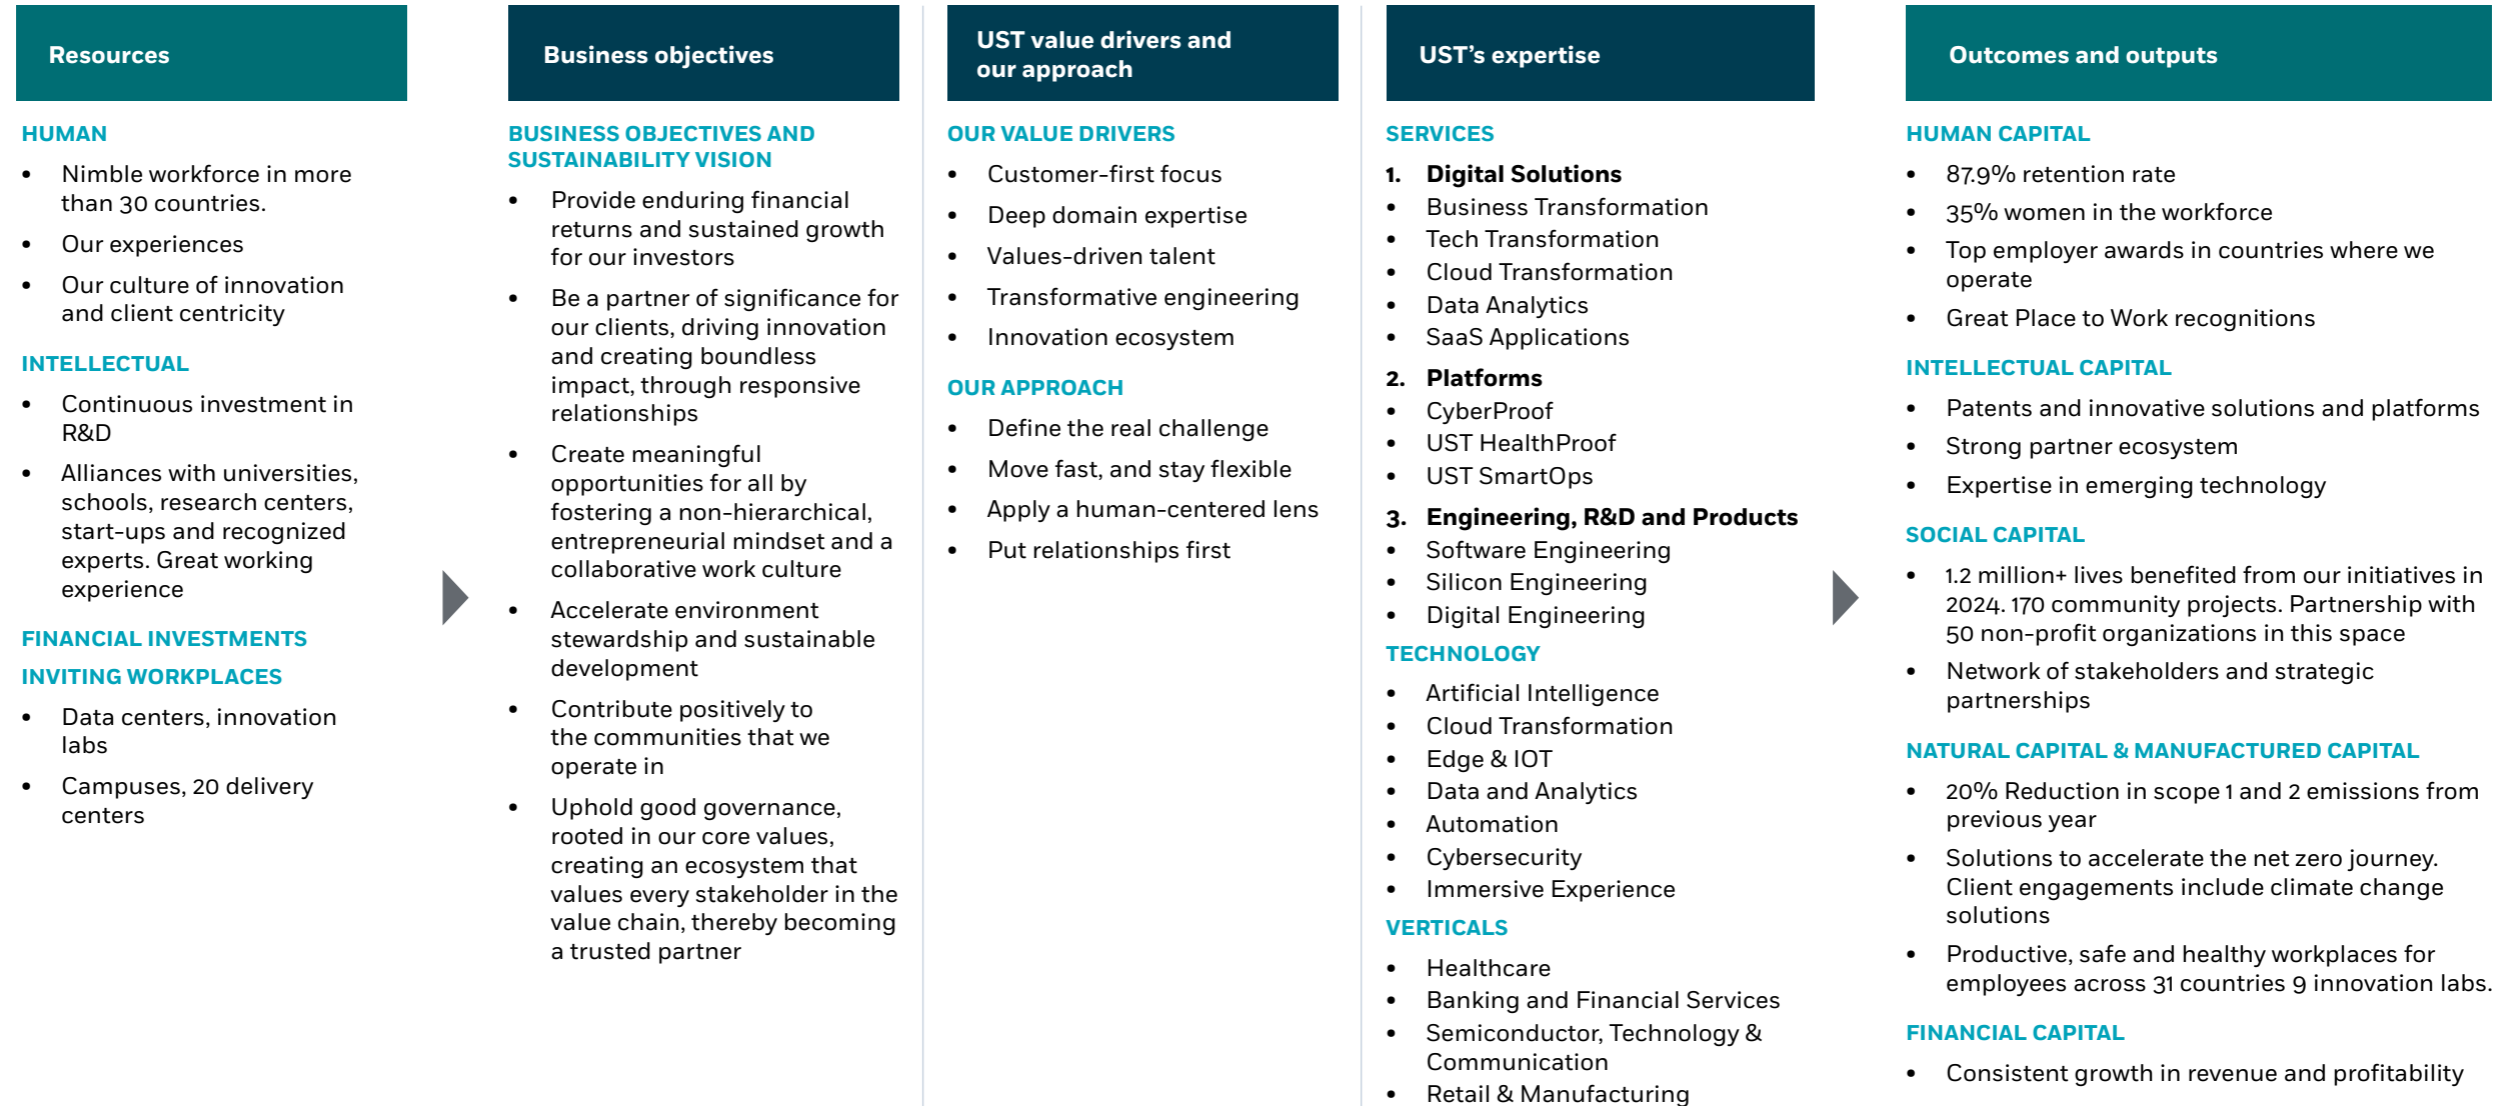 Resources
HUMAN
• Nimble workforce in more
than 30 countries.
• Our experiences
• Our culture of innovation
and client centricity
INTELLECTUAL
• Continuous investment in
R&D
• Alliances with universities,
schools, research centers,
start-ups and recognized
experts. Great working
experience
FINANCIAL INVESTMENTS
INVITING WORKPLACES
• Data centers, innovation
labs
• Campuses, 20 delivery
centers
Business objectives
BUSINESS OBJECTIVES AND
SUSTAINABILITY VISION
• Provide enduring financial
returns and sustained growth
for our investors
• Be a partner of significance for
our clients, driving innovation
and creating boundless
impact, through responsive
relationships
• Create meaningful
opportunities for all by
fostering a non-hierarchical,
entrepreneurial mindset and a
collaborative work culture
• Accelerate environment
stewardship and sustainable
development
• Contribute positively to
the communities that we
operate in
• Uphold good governance,
rooted in our core values,
creating an ecosystem that
values every stakeholder in the
value chain, thereby becoming
a trusted partner
UST value drivers and
our approach
OUR VALUE DRIVERS
• Customer-first focus
• Deep domain expertise
• Values-driven talent
• Transformative engineering
• Innovation ecosystem
OUR APPROACH
• Define the real challenge
• Move fast, and stay flexible
• Apply a human-centered lens
• Put relationships first
UST's expertise
SERVICES
1. Digital Solutions
• Business Transformation
• Tech Transformation
• Cloud Transformation
• Data Analytics
• SaaS Applications
2. Platforms
• CyberProof
• UST HealthProof
• UST SmartOps
3. Engineering, R&D and Products
• Software Engineering
• Silicon Engineering
• Digital Engineering
TECHNOLOGY
• Artificial Intelligence
• Cloud Transformation
• Edge & IOT
• Data and Analytics
• Automation
• Cybersecurity
• Immersive Experience
VERTICALS
• Healthcare
• Banking and Financial Services
• Semiconductor, Technology &
Communication
• Retail & Manufacturing
Outcomes and outputs
HUMAN CAPITAL
• 87.9% retention rate
• 35% women in the workforce
• Top employer awards in countries where we
operate
• Great Place to Work recognitions
INTELLECTUAL CAPITAL
• Patents and innovative solutions and platforms
• Strong partner ecosystem
• Expertise in emerging technology
SOCIAL CAPITAL
• 1.2 million+ lives benefited from our initiatives in
2024. 170 community projects. Partnership with
50 non-profit organizations in this space
• Network of stakeholders and strategic
partnerships
NATURAL CAPITAL & MANUFACTURED CAPITAL
• 20% Reduction in scope 1 and 2 emissions from
previous year
• Solutions to accelerate the net zero journey.
Client engagements include climate change
solutions
• Productive, safe and healthy workplaces for
employees across 31 countries 9 innovation labs.
FINANCIAL CAPITAL
• Consistent growth in revenue and profitability